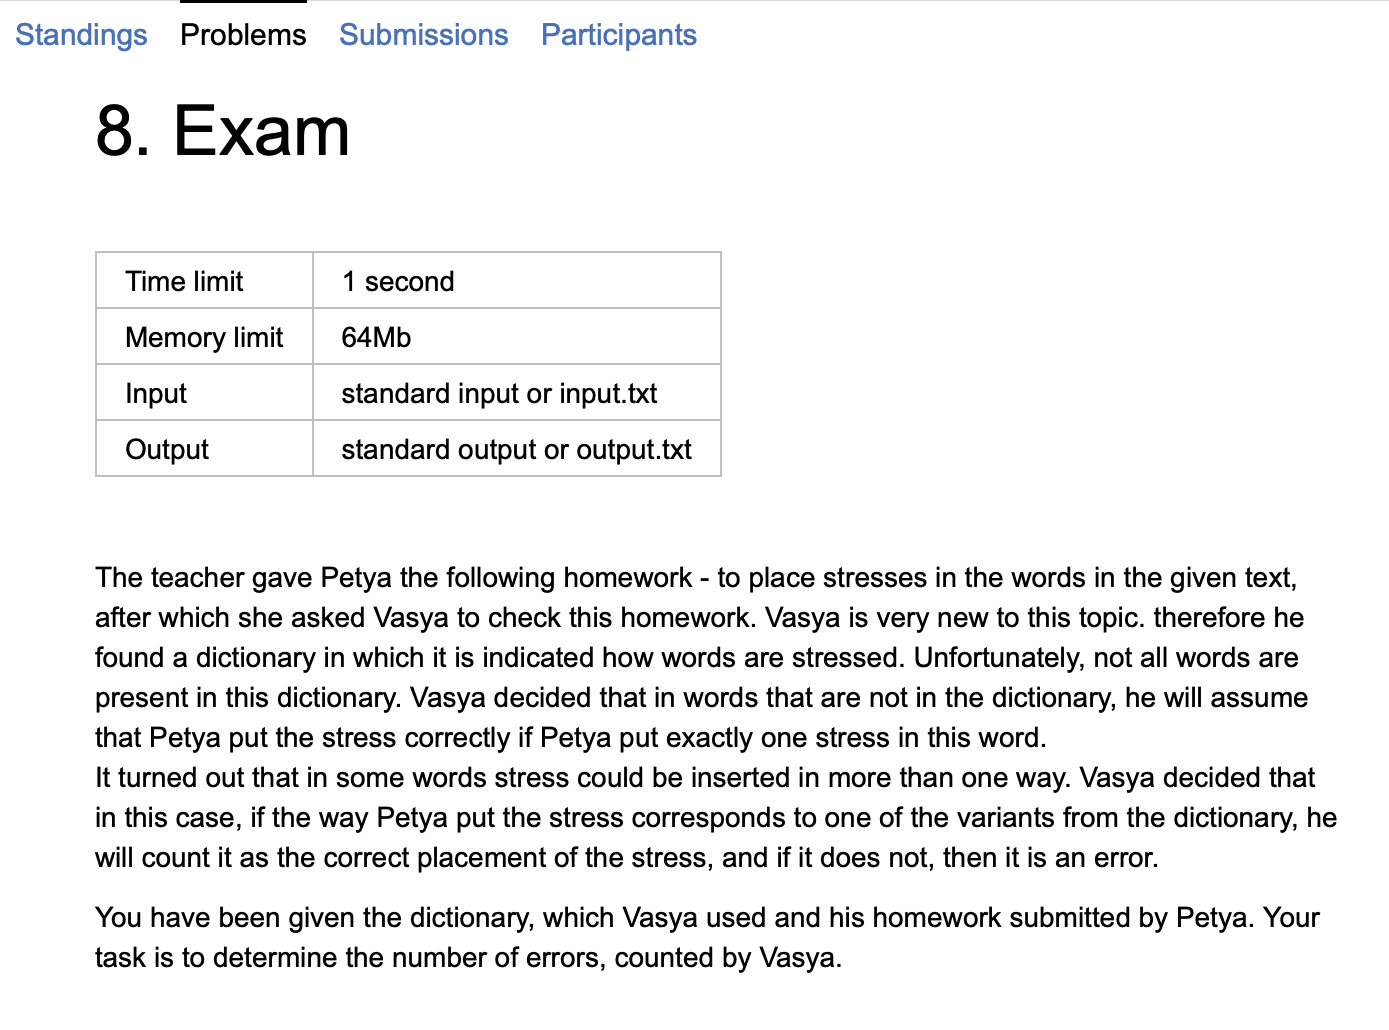 Standings Problems Submissions Participants
8. Exam
Time limit 1 second
Memory limit 64Mb
Input standard input or input.txt
Output standard output or output.txt
The teacher gave Petya the following homework - to place stresses in the words in the given text,
after which she asked Vasya to check this homework. Vasya is very new to this topic. therefore he
found a dictionary in which it is indicated how words are stressed. Unfortunately, not all words are
present in this dictionary. Vasya decided that in words that are not in the dictionary, he will assume
that Petya put the stress correctly if Petya put exactly one stress in this word.
It turned out that in some words stress could be inserted in more than one way. Vasya decided that
in this case, if the way Petya put the stress corresponds to one of the variants from the dictionary, he
will count it as the correct placement of the stress, and if it does not, then it is an error.
You have been given the dictionary, which Vasya used and his homework submitted by Petya. Your
task is to determine the number of errors, counted by Vasya.